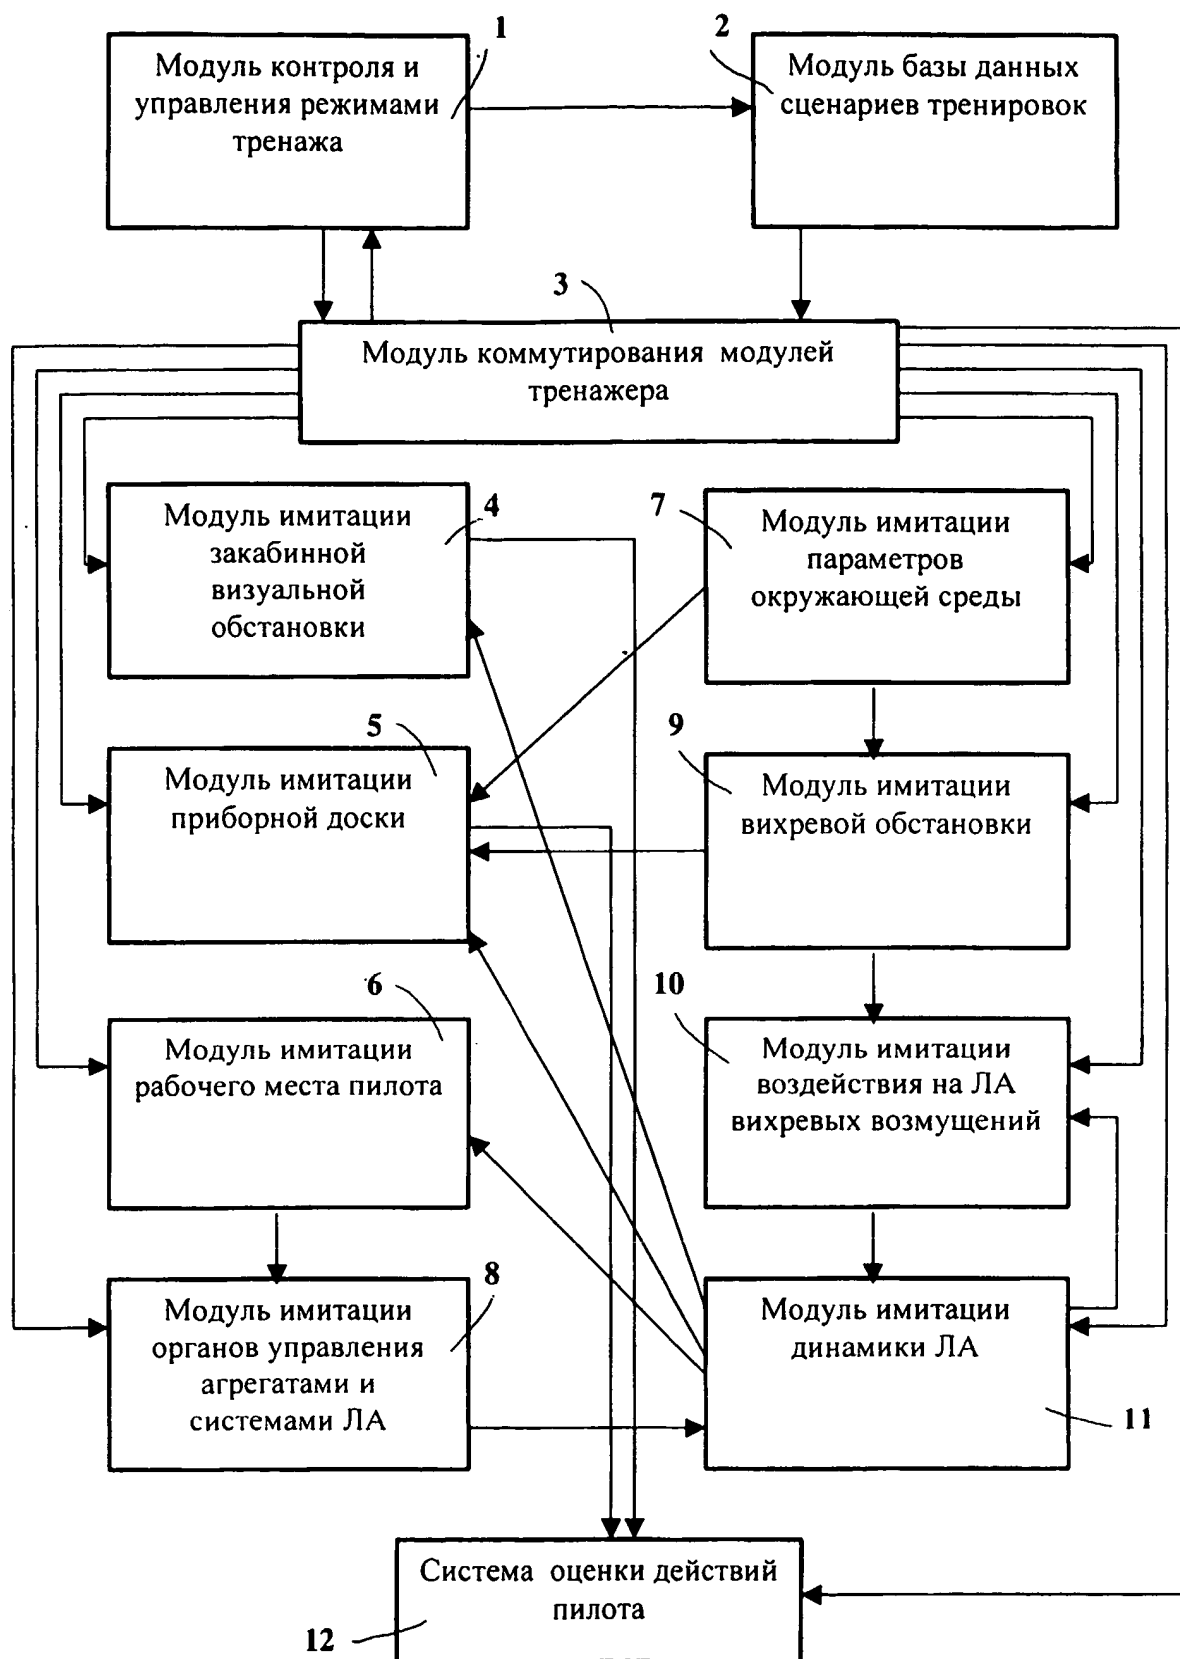 1
Модуль контроля и
управления режимами
тренажа
2
Модуль базы данных
сценариев тренировок
3
Модуль коммутирования модулей
тренажера
4
Модуль имитации
закабинной
визуальной
обстановки
7
Модуль имитации
параметров
окружающей среды
5
Модуль имитации
приборной доски
9
Модуль имитации
вихревой обстановки
6
Модуль имитации
рабочего места пилота
10
Модуль имитации
воздействия на ЛА
вихревых возмущений
8
Модуль имитации
органов управления
агрегатами и
системами ЛА
Модуль имитации
динамики ЛА
11
Система оценки действий
пилота
12